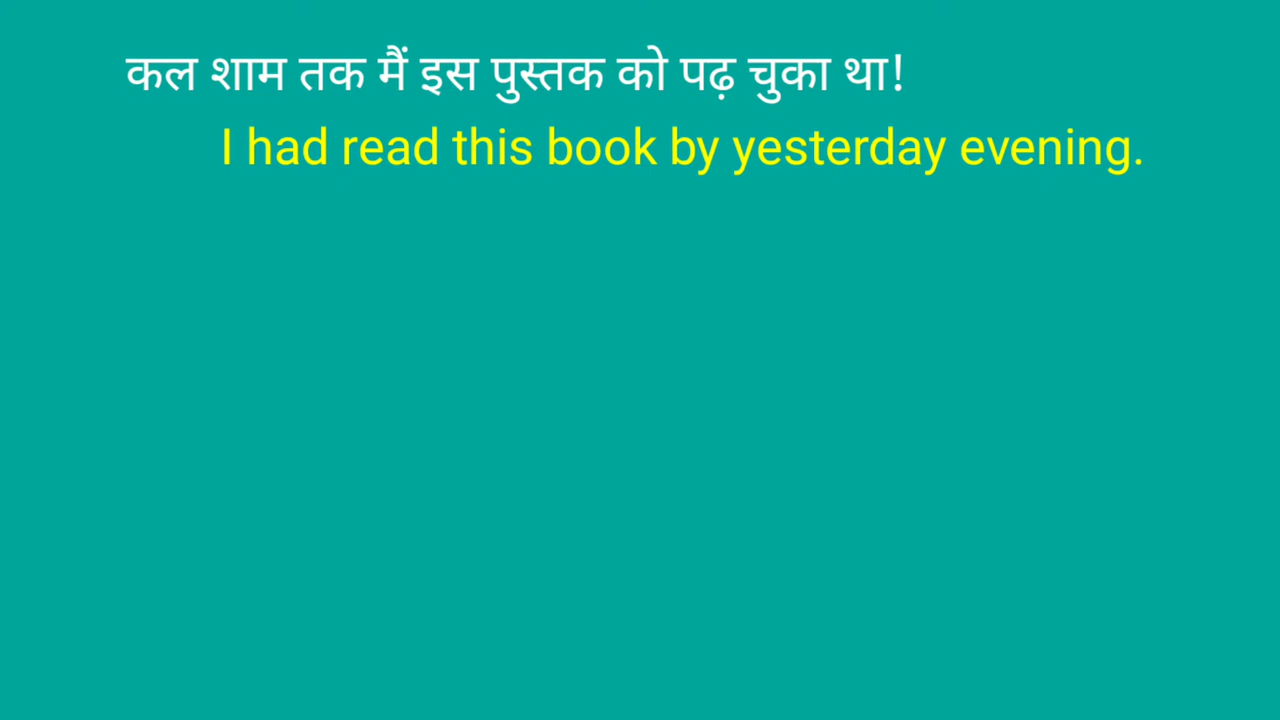 कल शाम तक मैं इस पुस्तक को पढ़ चुका था!
I had read this book by yesterday evening.